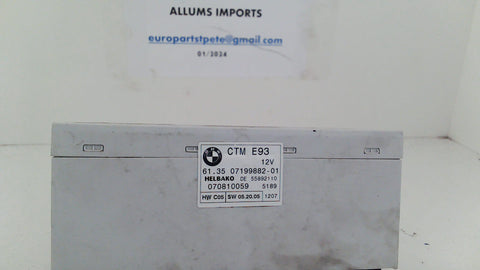 ALLUMS IMPORTS
europartstpete@gmail.com
01/2024
CTM E93
12V
61.35 07199882-01
HELBAKO DE 55892110
070810059 5189
HW C05 SW 05.20.05 1207